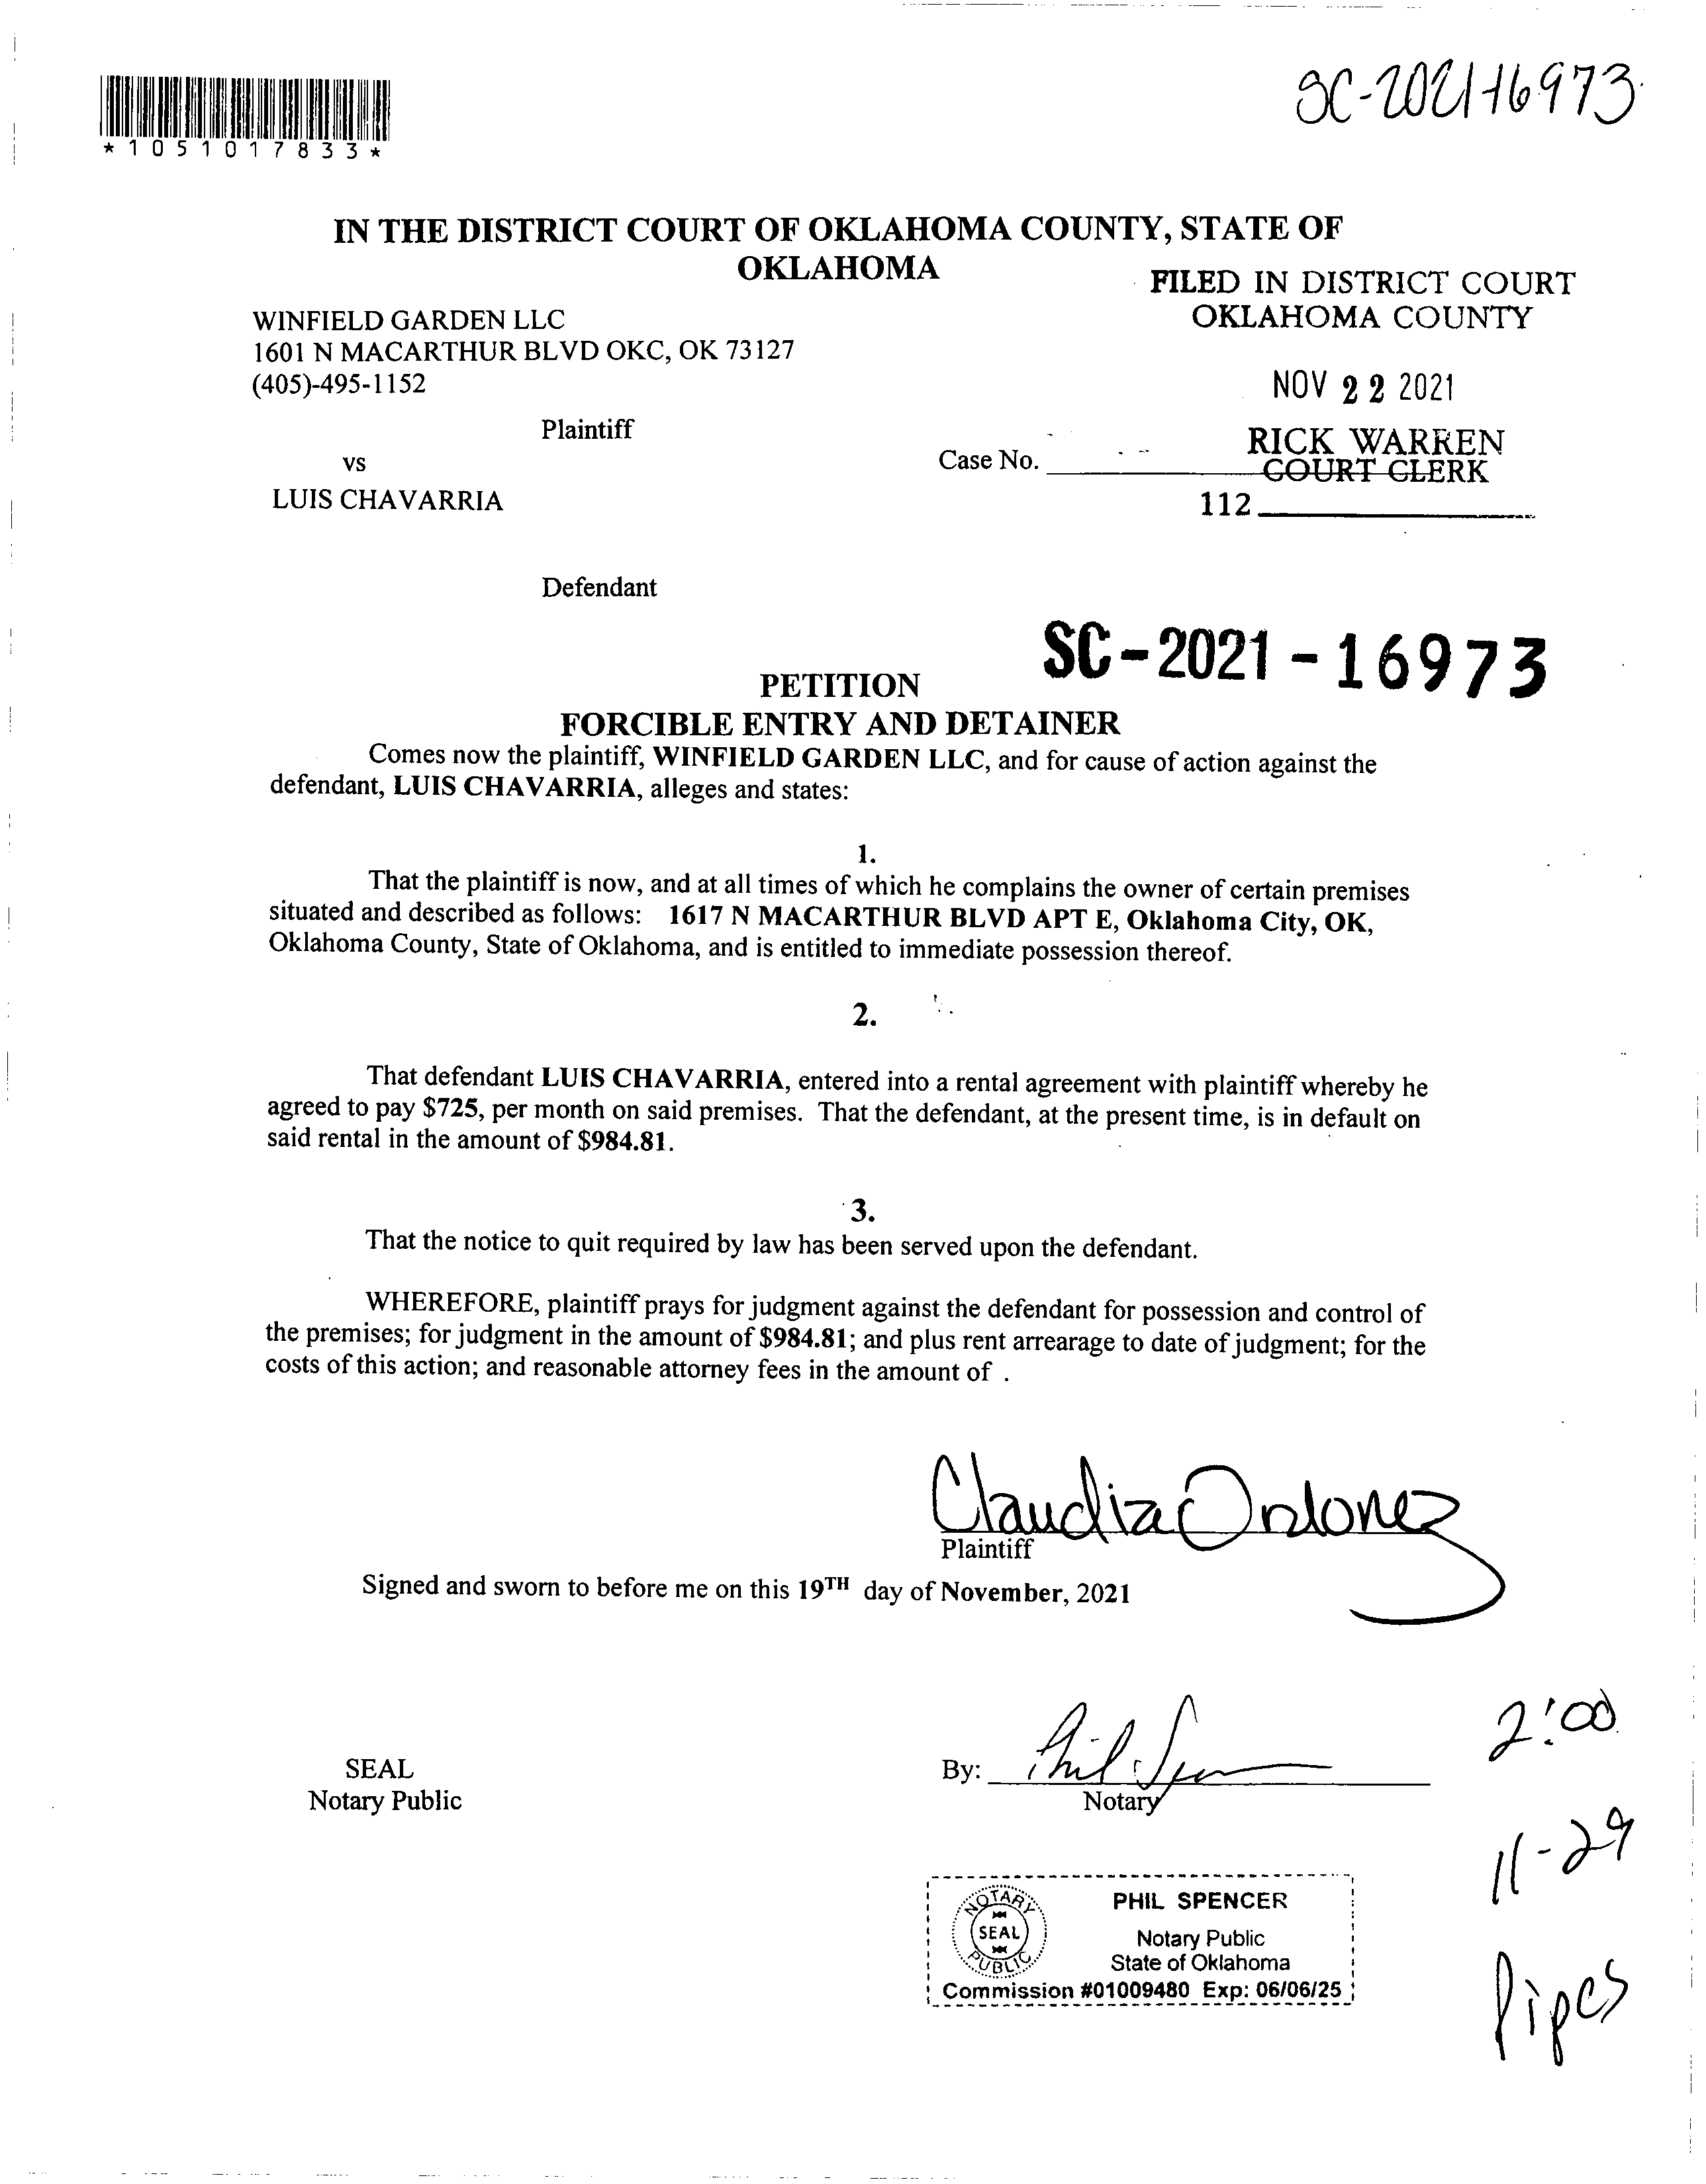 SC-2021-16973
*1051017833*
IN THE DISTRICT COURT OF OKLAHOMA COUNTY, STATE OF
OKLAHOMA
FILED IN DISTRICT COURT
OKLAHOMA COUNTY
WINFIELD GARDEN LLC
1601 N MACARTHUR BLVD OKC, OK 73127
(405)-495-1152
NOV 22 2021
Plaintiff
RICK WARREN
COURT CLERK
vs
Case No.
LUIS CHAVARRIA
112
Defendant
SC-2021-16973
PETITION
FORCIBLE ENTRY AND DETAINER
Comes now the plaintiff, WINFIELD GARDEN LLC, and for cause of action against the
defendant, LUIS CHAVARRIA, alleges and states:
1.
That the plaintiff is now, and at all times of which he complains the owner of certain premises
situated and described as follows: 1617 N MACARTHUR BLVD APT E, Oklahoma City, OK,
Oklahoma County, State of Oklahoma, and is entitled to immediate possession thereof.
2.
That defendant LUIS CHAVARRIA, entered into a rental agreement with plaintiff whereby he
agreed to pay $725, per month on said premises. That the defendant, at the present time, is in default on
said rental in the amount of $984.81.
3.
That the notice to quit required by law has been served upon the defendant.
WHEREFORE, plaintiff prays for judgment against the defendant for possession and control of
the premises; for judgment in the amount of $984.81; and plus rent arrearage to date of judgment; for the
costs of this action; and reasonable attorney fees in the amount of .
Claudia Ordonez
Plaintiff
Signed and sworn to before me on this 19TH day of November, 2021
2:00
SEAL
Notary Public
By: Phil Spencer
Notary
11-29
NOTARY
SEAL
PUBLIC
PHIL SPENCER
Notary Public
State of Oklahoma
Commission #01009480 Exp: 06/06/25
Pipes